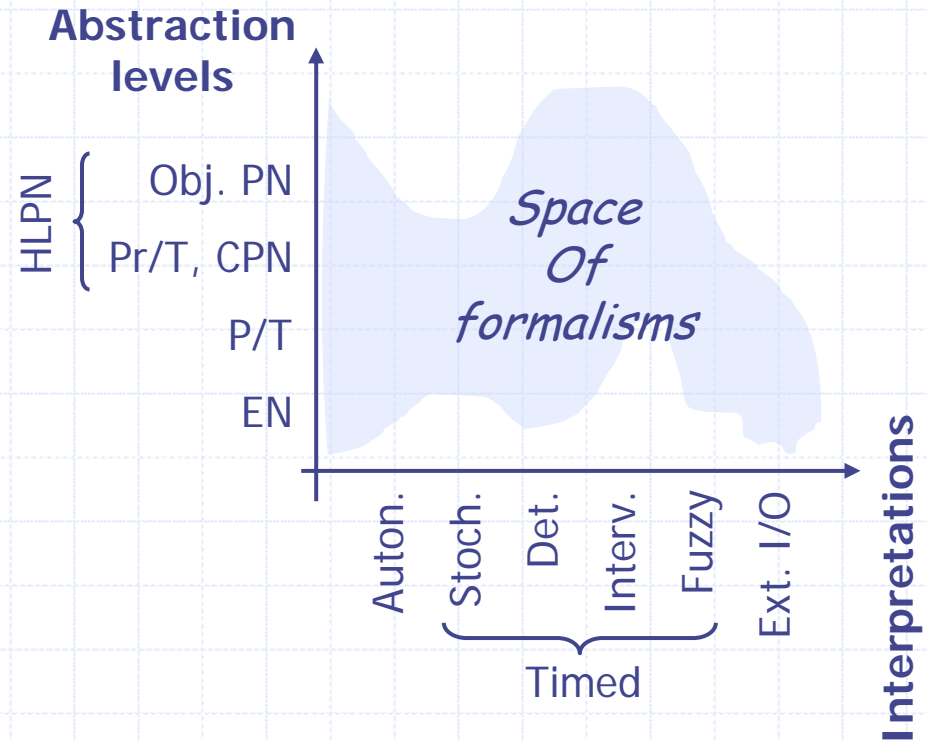 Abstraction
levels
HLPN
Obj. PN
Pr/T, CPN
P/T
EN
Space
Of
formalisms
Auton.
Stoch.
Det.
Interv.
Fuzzy
Ext. I/O
Timed
Interpretations